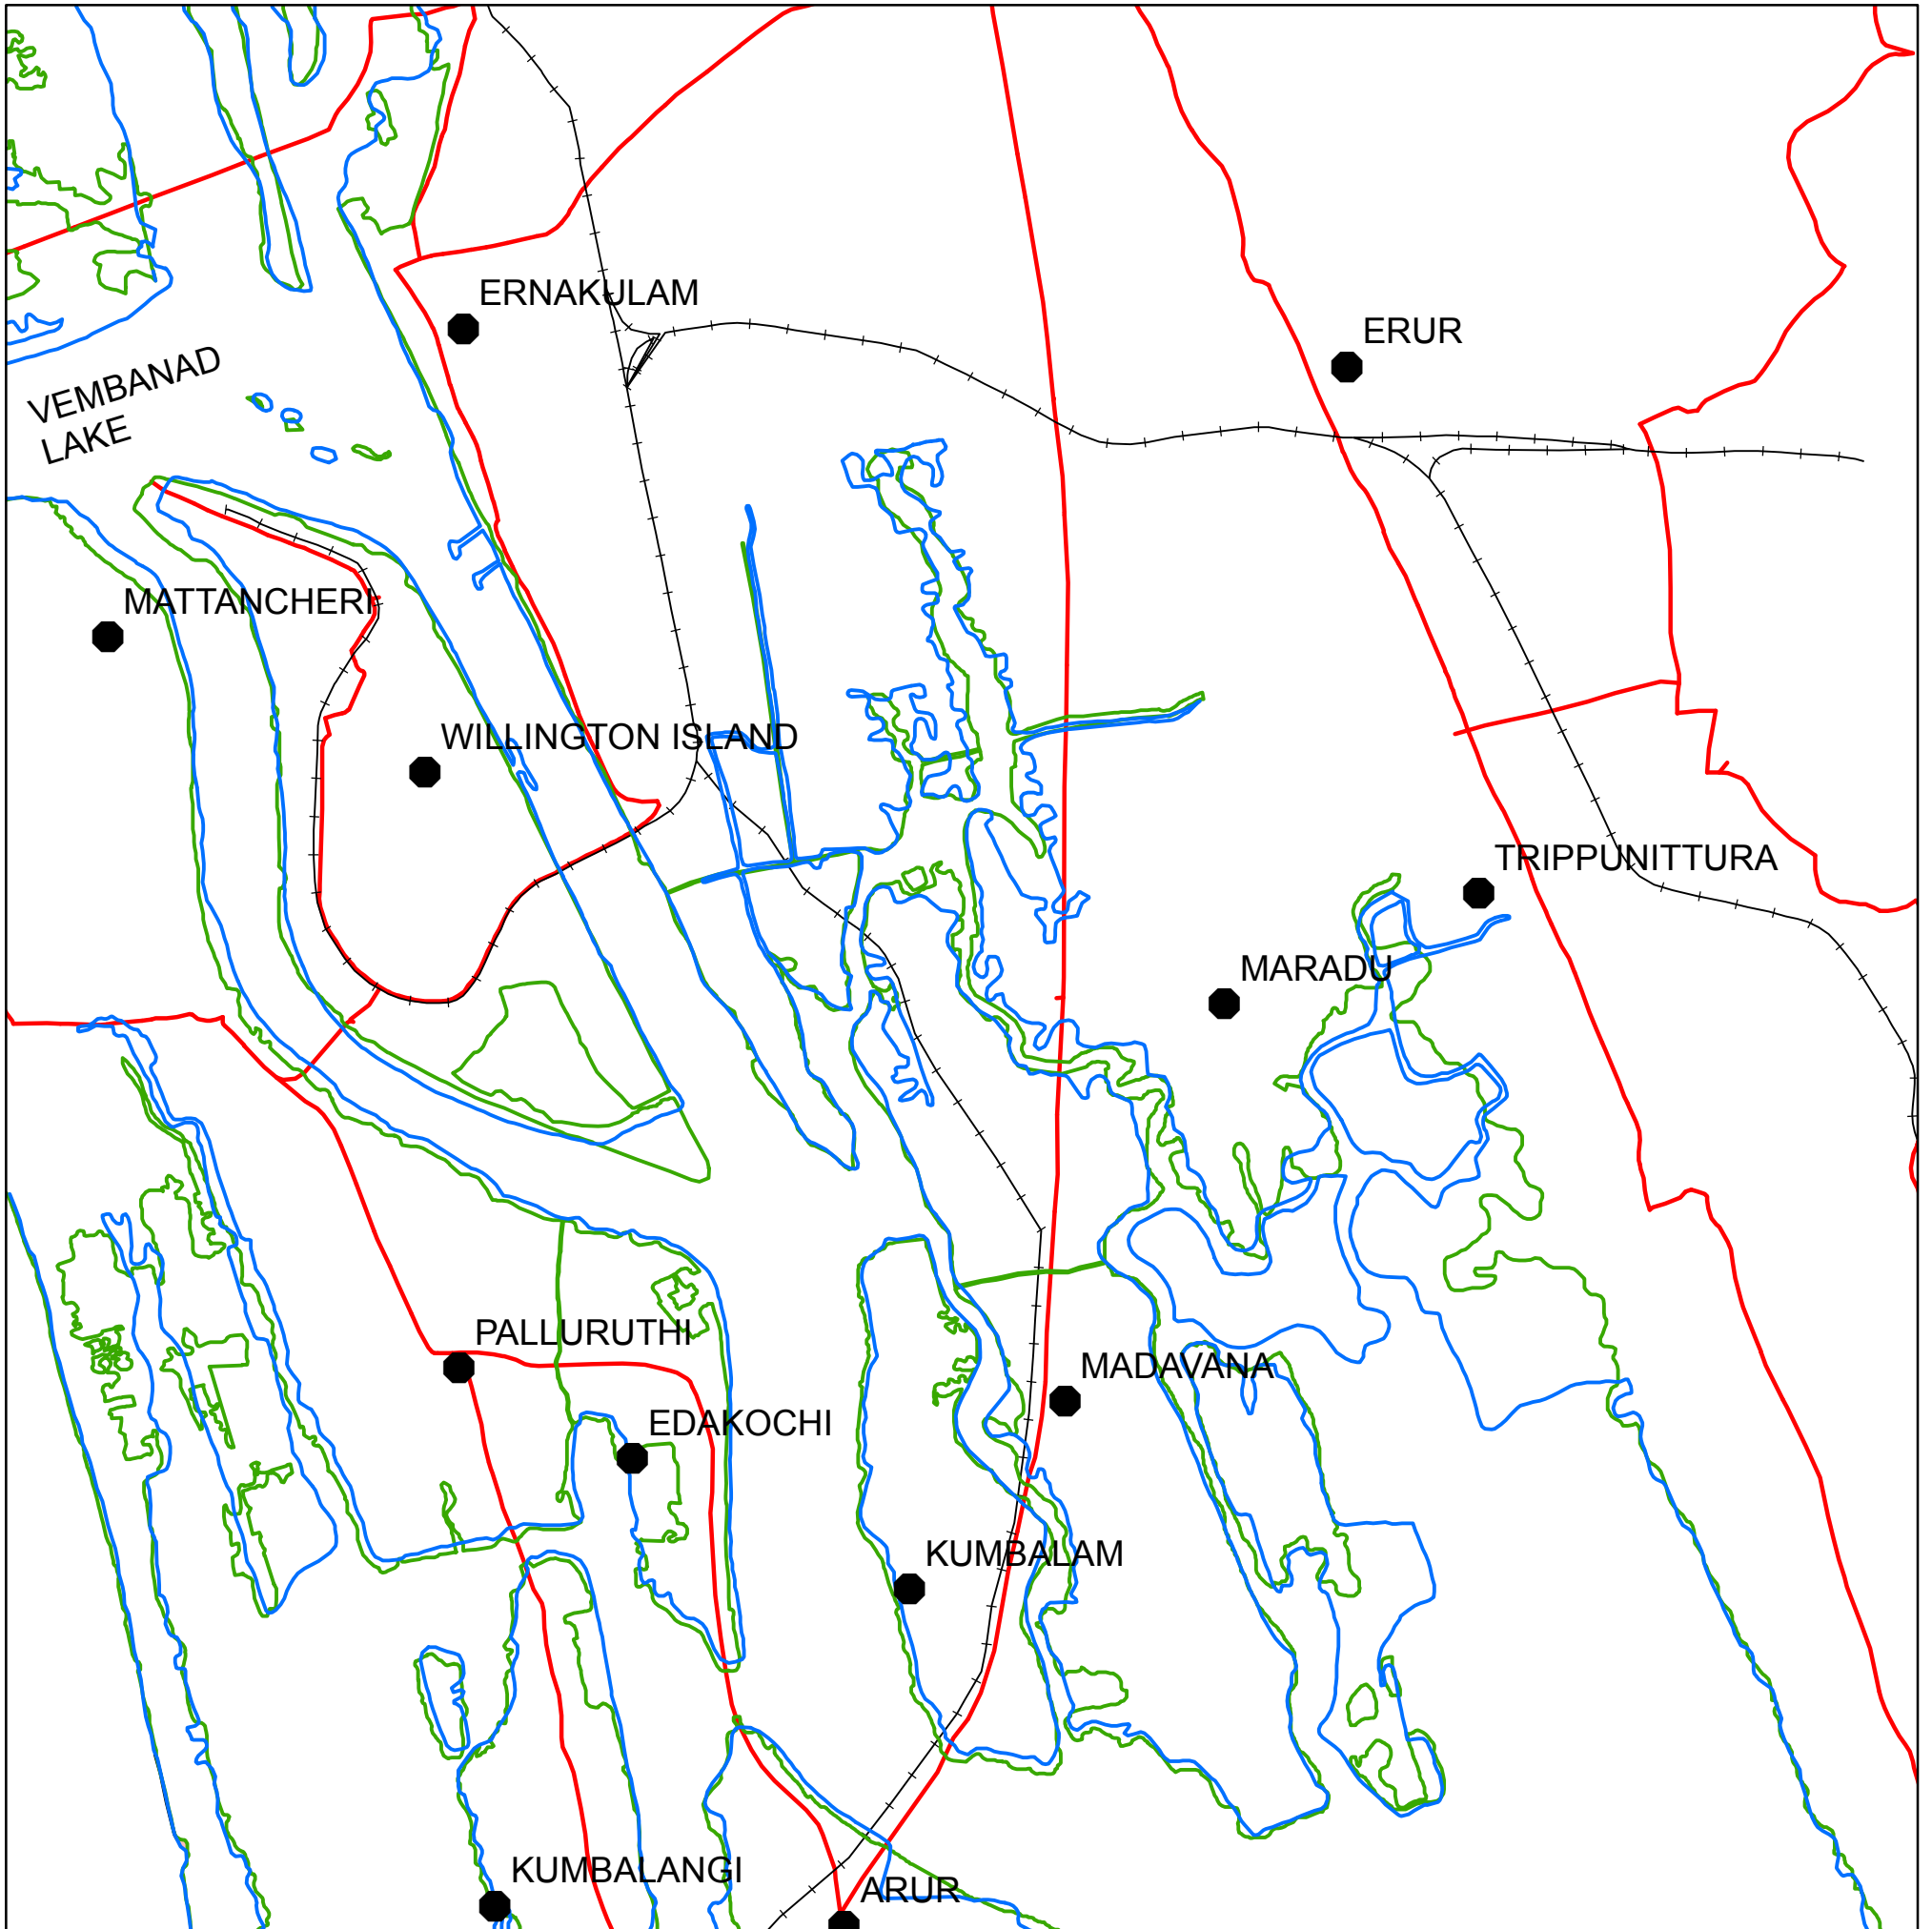 ERNAKULAM
ERUR
VEMBANAD
LAKE
MATTANCHERI
WILLINGTON ISLAND
TRIPPUNITTURA
MARADU
PALLURUTHI
MADAVANA
EDAKOCHI
KUMBALAM
KUMBALANGI
ARUR